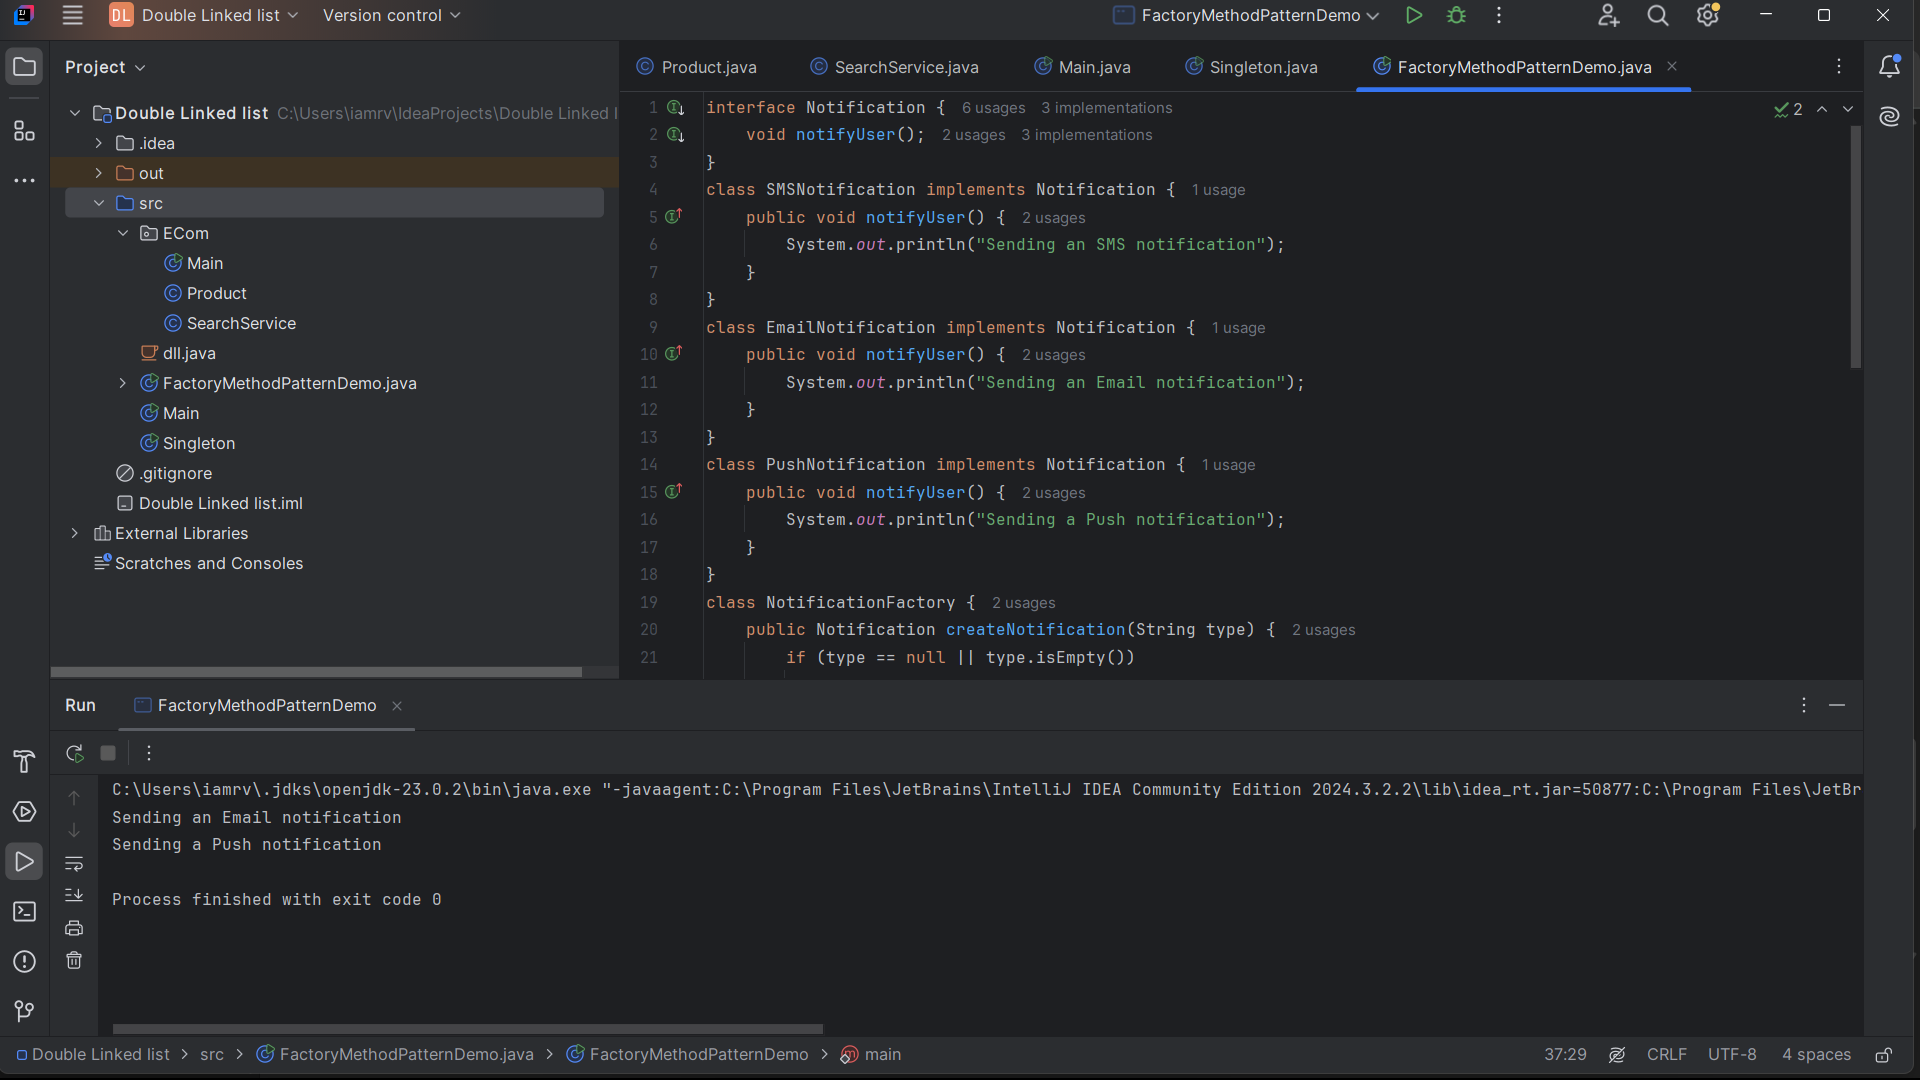 DL Double Linked list Version control FactoryMethodPatternDemo
Project
Product.java SearchService.java Main.java Singleton.java FactoryMethodPatternDemo.java
Double Linked list C:\Users\iamrv\IdeaProjects\Double Linked l
.idea
out
src
ECom
Main
Product
SearchService
dll.java
FactoryMethodPatternDemo.java
Main
Singleton
.gitignore
Double Linked list.iml
External Libraries
Scratches and Consoles
2
1 interface Notification { 6 usages 3 implementations
2 void notifyUser(); 2 usages 3 implementations
3 }
4 class SMSNotification implements Notification { 1 usage
5 public void notifyUser() { 2 usages
6 System.out.println("Sending an SMS notification");
7 }
8 }
9 class EmailNotification implements Notification { 1 usage
10 public void notifyUser() { 2 usages
11 System.out.println("Sending an Email notification");
12 }
13 }
14 class PushNotification implements Notification { 1 usage
15 public void notifyUser() { 2 usages
16 System.out.println("Sending a Push notification");
17 }
18 }
19 class NotificationFactory { 2 usages
20 public Notification createNotification(String type) { 2 usages
21 if (type == null || type.isEmpty())
Run FactoryMethodPatternDemo
C:\Users\iamrv\.jdks\openjdk-23.0.2\bin\java.exe "-javaagent:C:\Program Files\JetBrains\IntelliJ IDEA Community Edition 2024.3.2.2\lib\idea_rt.jar=50877:C:\Program Files\JetBr
Sending an Email notification
Sending a Push notification
Process finished with exit code 0
Double Linked list > src > FactoryMethodPatternDemo.java > FactoryMethodPatternDemo > main 37:29 CRLF UTF-8 4 spaces